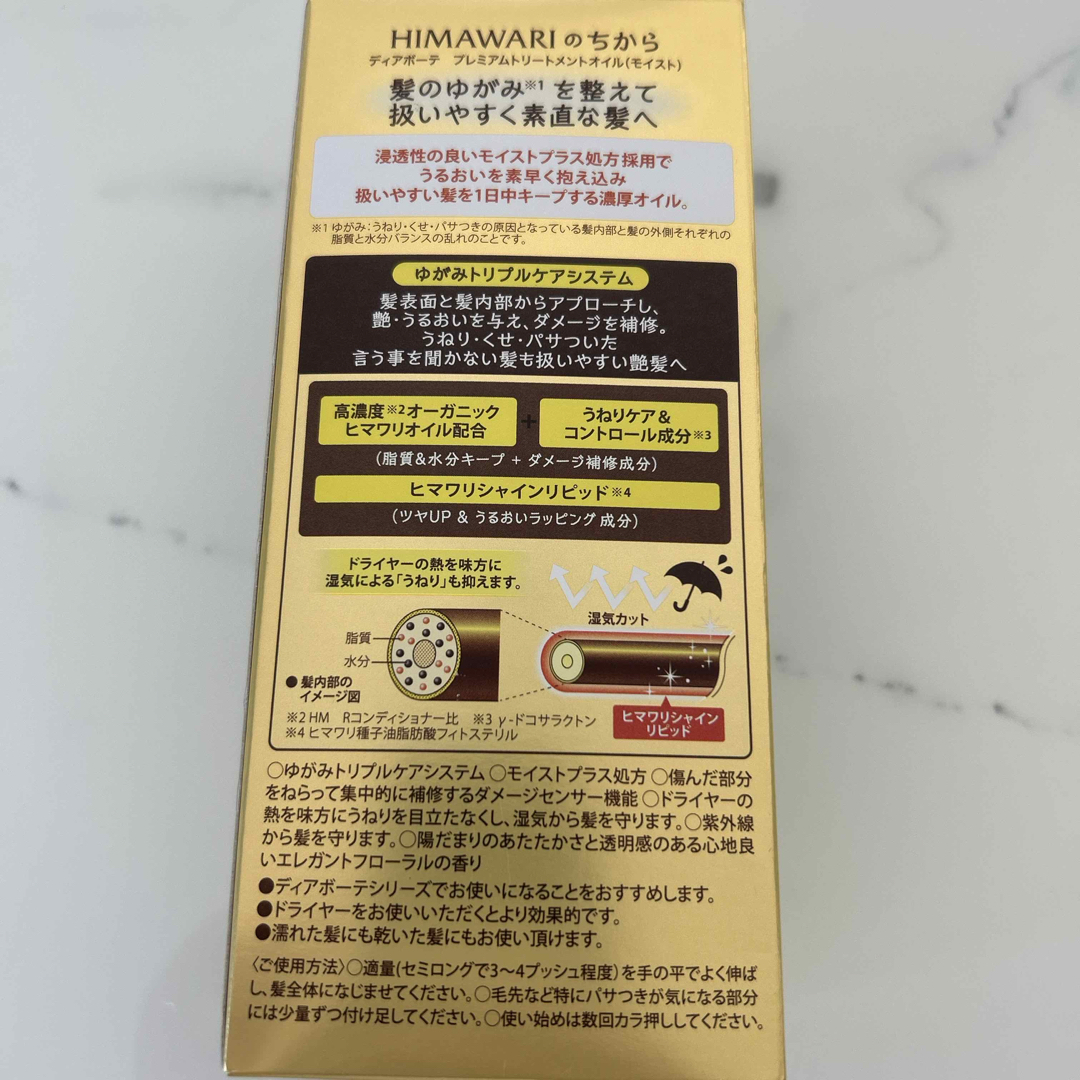 HIMAWARIのちから
ディアボーテ プレミアムトリートメントオイル(モイスト)
髪のゆがみ※1を整えて
扱いやすく素直な髪へ
浸透性の良いモイストプラス処方採用で
うるおいを素早く抱え込み
扱いやすい髪を1日中キープする濃厚オイル。
※1 ゆがみ:うねり・くせ・パサつきの原因となっている髪内部と髪の外側それぞれの
脂質と水分バランスの乱れのことです。
ゆがみトリプルケアシステム
髪表面と髪内部からアプローチし、
艶・うるおいを与え、ダメージを補修。
うねり・くせ・パサついた
言う事を聞かない髪も扱いやすい艶髪へ
高濃度※2オーガニック
ヒマワリオイル配合
+
うねりケア&
コントロール成分※3
(脂質&水分キープ + ダメージ補修成分)
ヒマワリシャインリピッド※4
(ツヤUP & うるおいラッピング成分)
ドライヤーの熱を味方に
湿気による「うねり」も抑えます。
湿気カット
脂質
水分
●髪内部の
イメージ図
ヒマワリシャイン
リピッド
※2 HM Rコンディショナー比 ※3 γ-ドコサラクトン
※4 ヒマワリ種子油脂肪酸フィトステリル
○ゆがみトリプルケアシステム ○モイストプラス処方 ○傷んだ部分
をねらって集中的に補修するダメージセンサー機能 ○ドライヤーの
熱を味方にうねりを目立たなくし、湿気から髪を守ります。○紫外線
から髪を守ります。○陽だまりのあたたかさと透明感のある心地良
いエレガントフローラルの香り
●ディアボーテシリーズでお使いになることをおすすめします。
●ドライヤーをお使いいただくとより効果的です。
●濡れた髪にも乾いた髪にもお使い頂けます。
〈ご使用方法〉○適量(セミロングで3～4プッシュ程度)を手の平でよく伸ば
し、髪全体になじませてください。○毛先など特にパサつきが気になる部分
には少量ずつ付け足してください。○使い始めは数回カラ押ししてください。